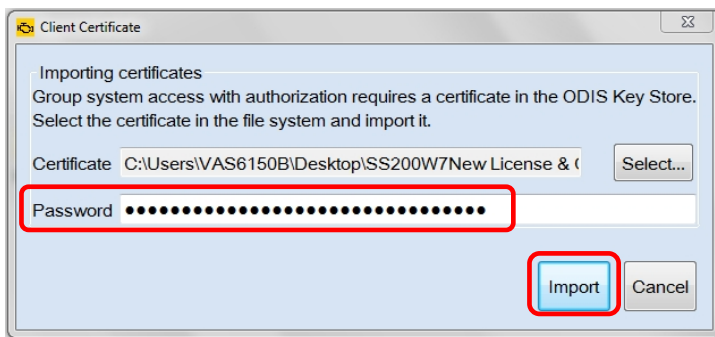 Client Certificate
Importing certificates
Group system access with authorization requires a certificate in the ODIS Key Store.
Select the certificate in the file system and import it.
Certificate C:\Users\VAS6150B\Desktop\SS200W7New License & Select...
Password ●●●●●●●●●●●●●●●●●●●●●●●●●●●●●●●●
Import Cancel